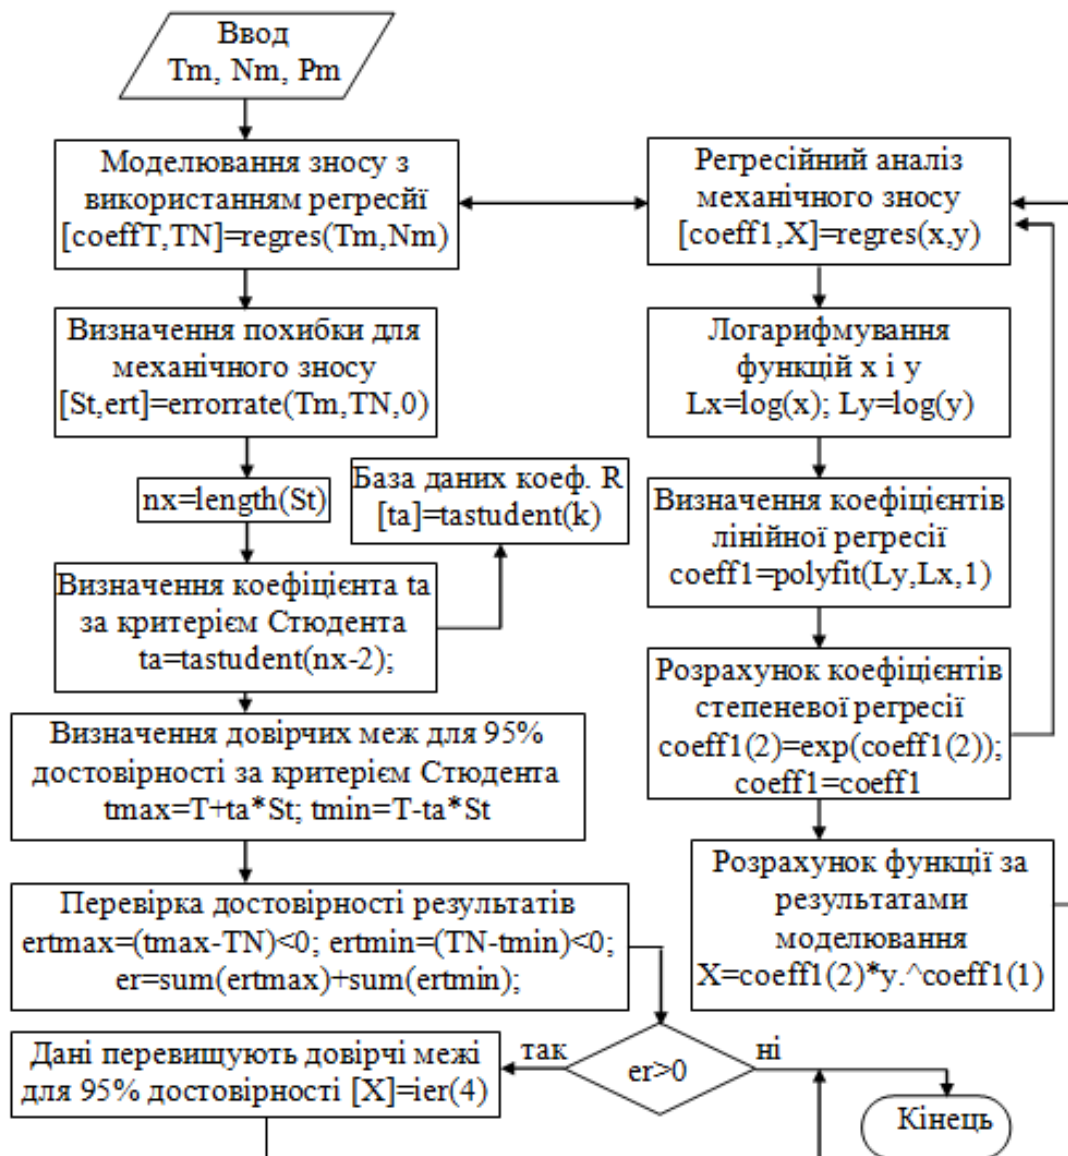 Ввод
Tm, Nm, Pm
Моделювання зносу з
використанням регресїї
[coeffT,TN]=regres(Tm,Nm)
Визначення похибки для
механічного зносу
[St,ert]=errorrate(Tm,TN,0)
nx=length(St)
База даних коеф. R
[ta]=tastudent(k)
Визначення коефіцієнта ta
за критерієм Стюдента
ta=tastudent(nx-2);
Визначення довірчих меж для 95%
достовірності за критерієм Стюдента
tmax=T+ta*St; tmin=T-ta*St
Перевірка достовірності результатів
ertmax=(tmax-TN)<0; ertmin=(TN-tmin)<0;
er=sum(ertmax)+sum(ertmin);
er>0
так
ні
Дані перевищують довірчі межі
для 95% достовірності [X]=ier(4)
Кінець
Регресійний аналіз
механічного зносу
[coeff1,X]=regres(x,y)
Логарифмування
функцій x і y
Lx=log(x); Ly=log(y)
Визначення коефіцієнтів
лінійної регресії
coeff1=polyfit(Ly,Lx,1)
Розрахунок коефіцієнтів
степеневої регресії
coeff1(2)=exp(coeff1(2));
coeff1=coeff1
Розрахунок функції за
результатами
моделювання
X=coeff1(2)*y.^coeff1(1)